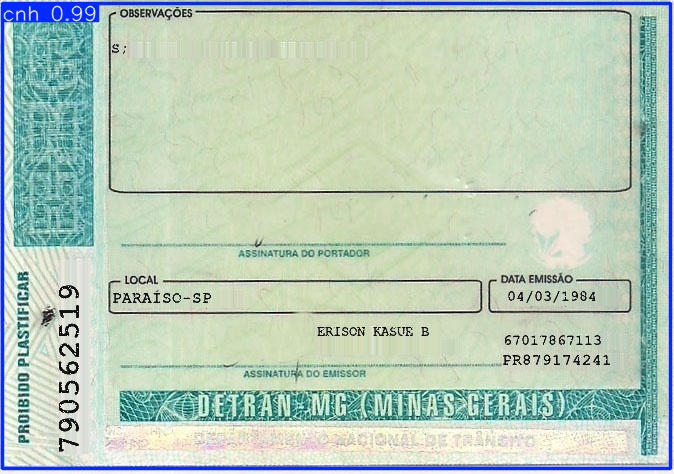 cnh 0.99
OBSERVAÇÕES
S;
ASSINATURA DO PORTADOR
LOCAL
DATA EMISSÃO
PARAÍSO-SP
04/03/1984
ERISON KASUE B
67017867113
PR879174241
ASSINATURA DO EMISSOR
DETRAN-MG (MINAS GERAIS)
DEPARTAMENTO NACIONAL DE TRÂNSITO
PROIBIDO PLASTIFICAR
790562519